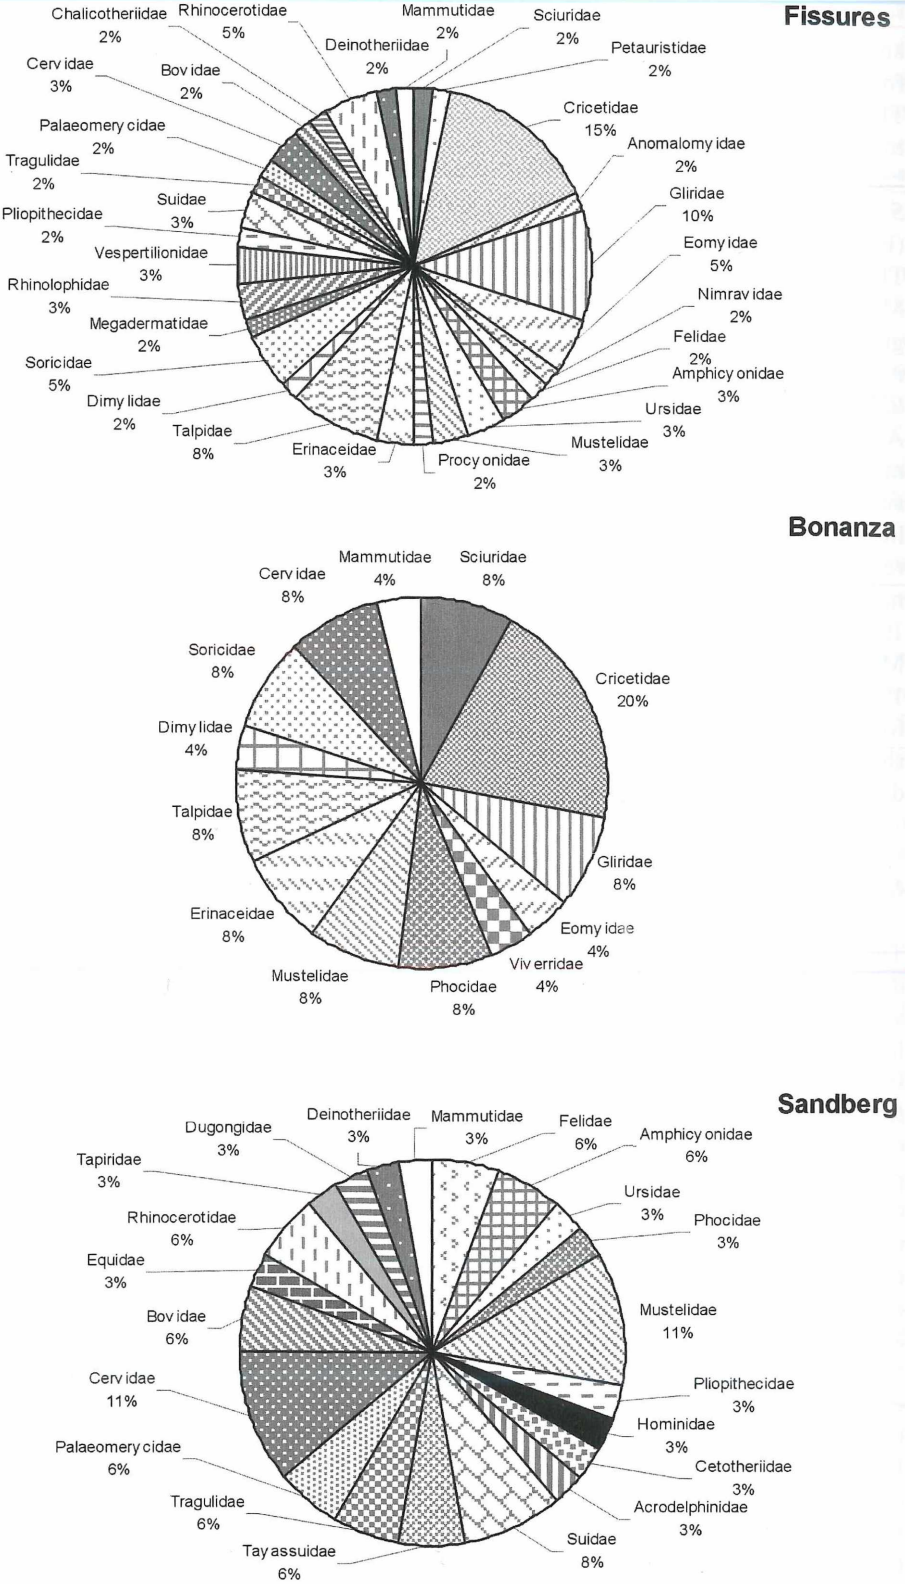 Fissures
Mammutidae
2%
Sciuridae
2%
Petauristidae
2%
Cricetidae
15%
Anomalomyidae
2%
Gliridae
10%
Eomyidae
5%
Nimravidae
2%
Felidae
2%
Amphicyonidae
3%
Ursidae
3%
Mustelidae
3%
Procyonidae
2%
Erinaceidae
3%
Talpidae
8%
Dimylidae
2%
Soricidae
5%
Megadermatidae
2%
Rhinolophidae
3%
Vespertilionidae
3%
Pliopithecidae
2%
Suidae
3%
Tragulidae
2%
Palaeomerycidae
2%
Cervidae
3%
Bovidae
2%
Chalicotheriidae
2%
Rhinocerotidae
5%
Deinotheriidae
2%
Bonanza
Mammutidae
4%
Sciuridae
8%
Cricetidae
20%
Gliridae
8%
Eomyidae
4%
Viverridae
4%
Phocidae
8%
Mustelidae
8%
Erinaceidae
8%
Talpidae
8%
Dimylidae
4%
Soricidae
8%
Cervidae
8%
Sandberg
Mammutidae
3%
Felidae
6%
Amphicyonidae
6%
Ursidae
3%
Phocidae
3%
Mustelidae
11%
Pliopithecidae
3%
Hominidae
3%
Cetotheriidae
3%
Acrodelphinidae
3%
Suidae
8%
Tayassuidae
6%
Tragulidae
6%
Palaeomerycidae
6%
Cervidae
11%
Bovidae
6%
Equidae
3%
Rhinocerotidae
6%
Tapiridae
3%
Dugongidae
3%
Deinotheriidae
3%